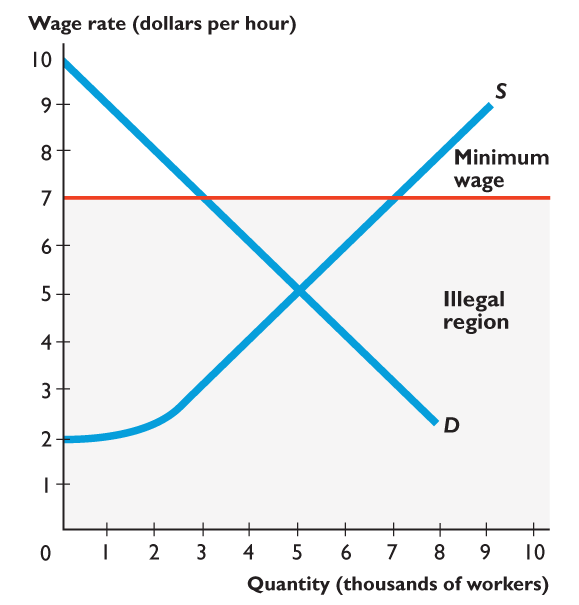 Wage rate (dollars per hour)
10
9
8
7
6
5
4
3
2
1
0
S
Minimum
wage
Illegal
region
D
1 2 3 4 5 6 7 8 9 10
Quantity (thousands of workers)